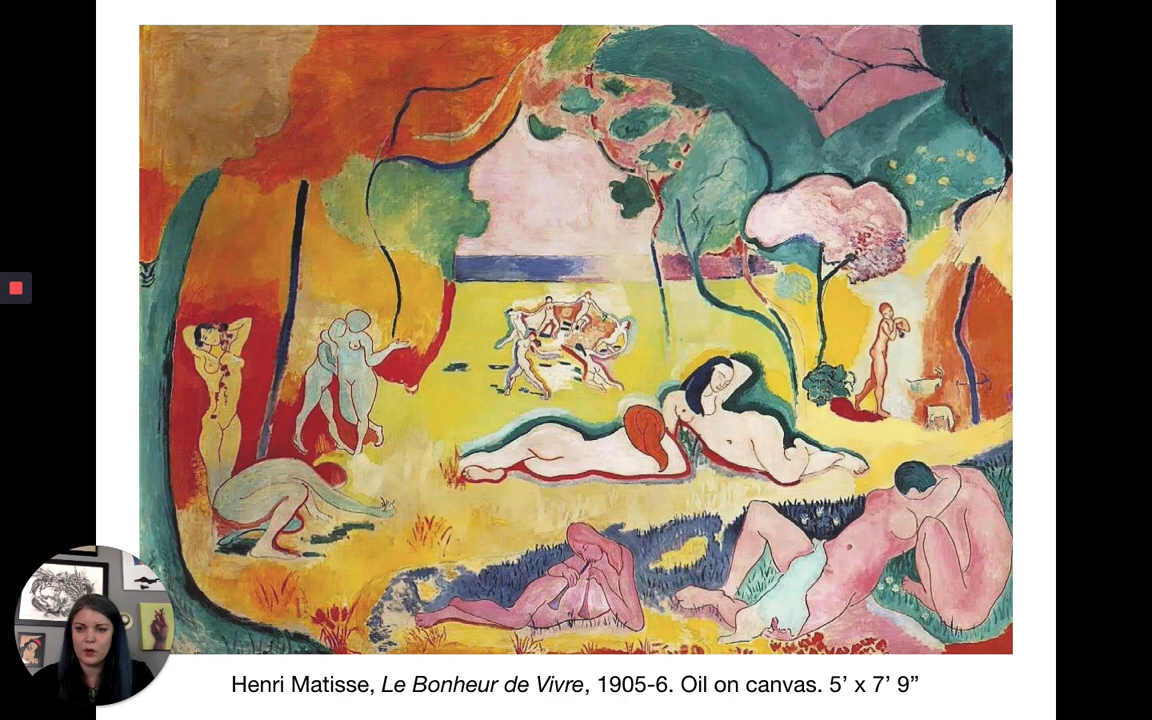 Henri Matisse, Le Bonheur de Vivre, 1905-6. Oil on canvas. 5’ x 7’ 9”